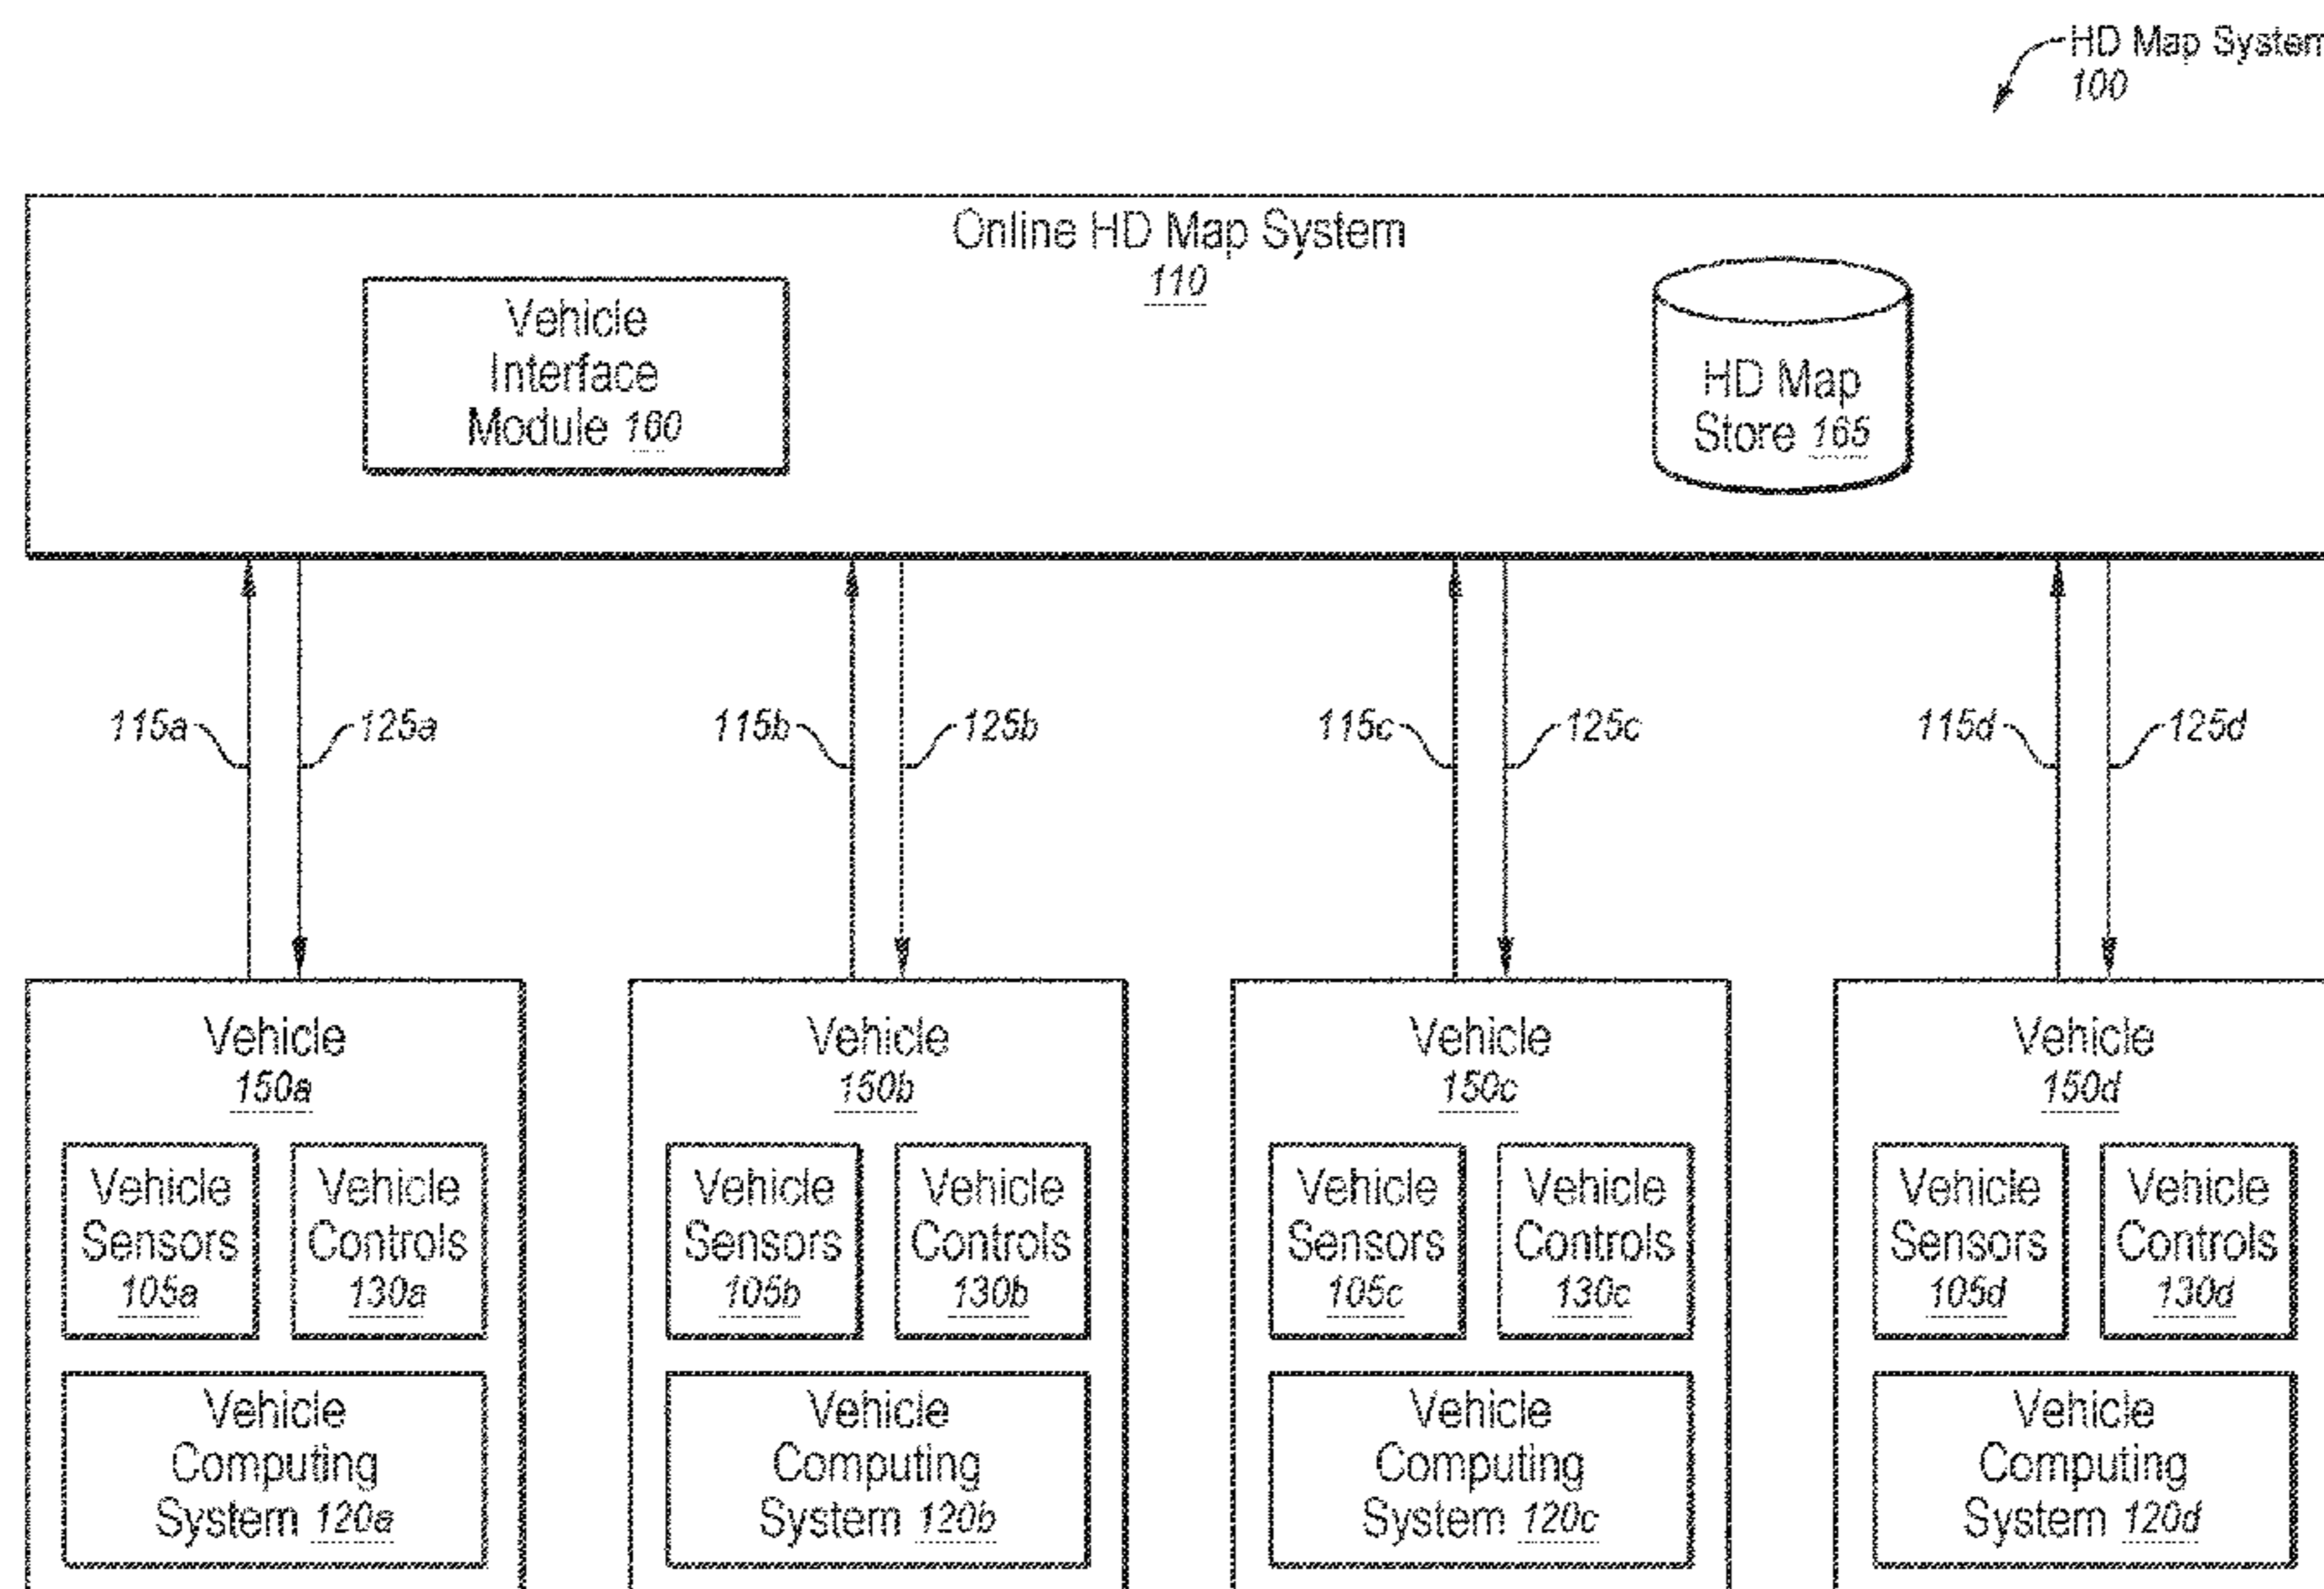 HD Map System
100
Online HD Map System
110
Vehicle
Interface
Module 160
HD Map
Store 165
115a
125a
115b
125b
115c
125c
115d
125d
Vehicle
150a
Vehicle
Sensors
105a
Vehicle
Controls
130a
Vehicle
Computing
System 120a
Vehicle
150b
Vehicle
Sensors
105b
Vehicle
Controls
130b
Vehicle
Computing
System 120b
Vehicle
150c
Vehicle
Sensors
105c
Vehicle
Controls
130c
Vehicle
Computing
System 120c
Vehicle
150d
Vehicle
Sensors
105d
Vehicle
Controls
130d
Vehicle
Computing
System 120d